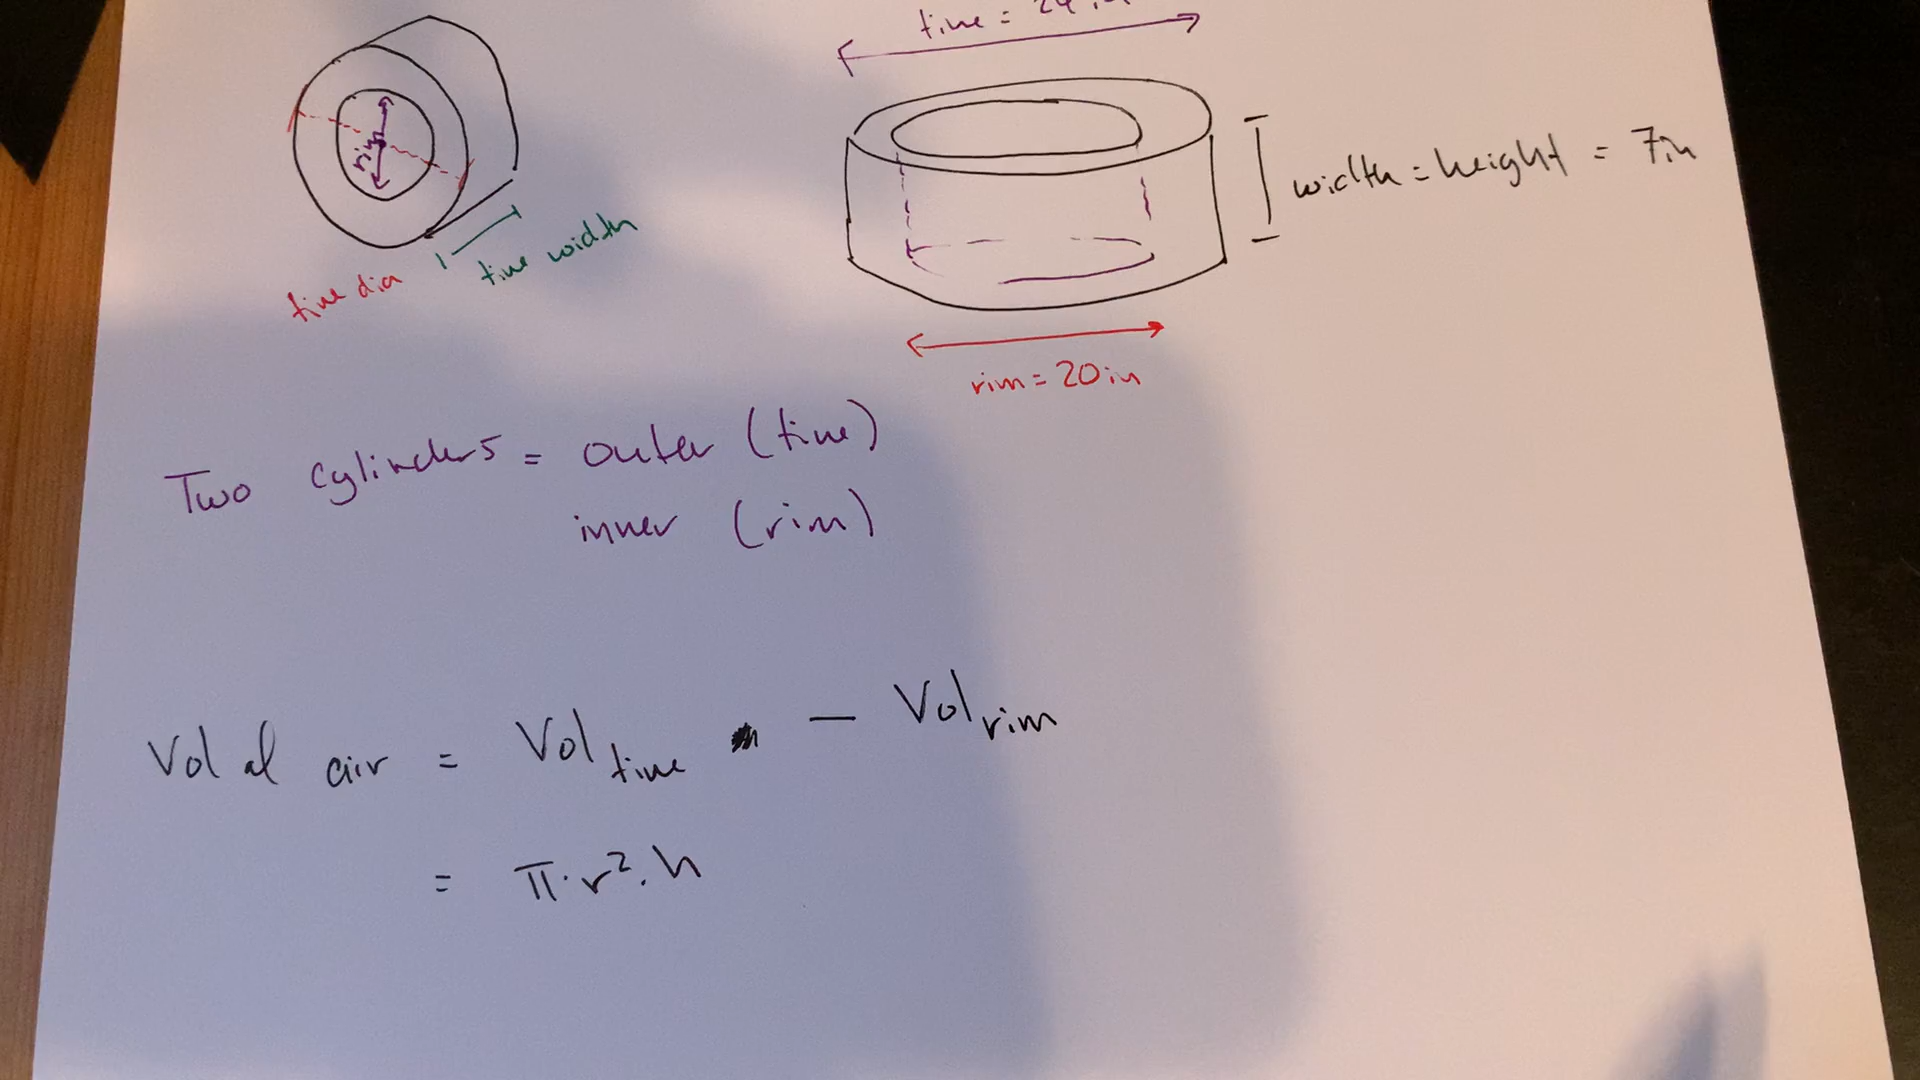 tire = 24 in
rim
width = height = 7in
tire width
tire dia
rim = 20in
Two cylinders = outer (tire)
inner (rim)
Vol of air = Vol tire - Vol rim
= π · r² · h